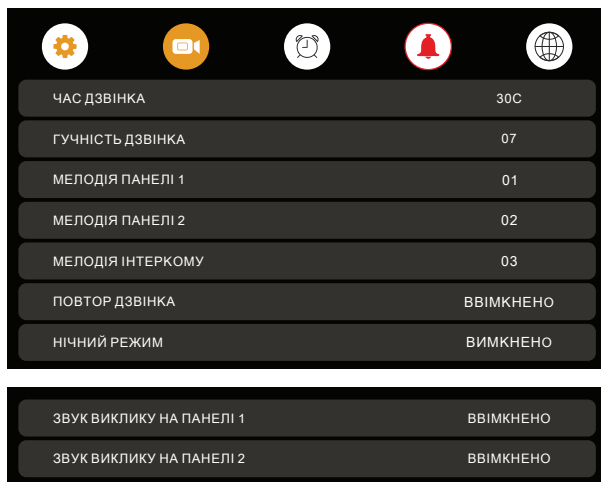 ЧАС ДЗВІНКА 30С
ГУЧНІСТЬ ДЗВІНКА 07
МЕЛОДІЯ ПАНЕЛІ 1 01
МЕЛОДІЯ ПАНЕЛІ 2 02
МЕЛОДІЯ ІНТЕРКОМУ 03
ПОВТОР ДЗВІНКА ВВІМКНЕНО
НІЧНИЙ РЕЖИМ ВИМКНЕНО
ЗВУК ВИКЛИКУ НА ПАНЕЛІ 1 ВВІМКНЕНО
ЗВУК ВИКЛИКУ НА ПАНЕЛІ 2 ВВІМКНЕНО